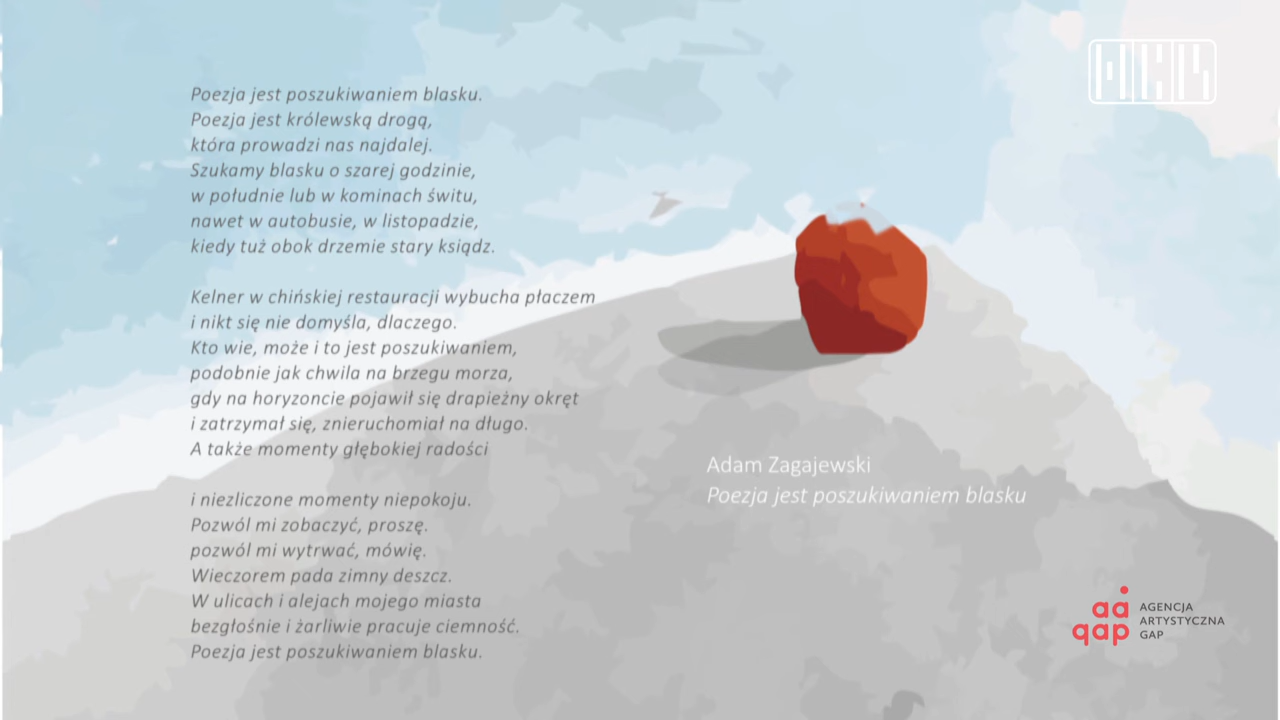 Poezja jest poszukiwaniem blasku.
Poezja jest królewską drogą,
która prowadzi nas najdalej.
Szukamy blasku o szarej godzinie,
w południe lub w kominach świtu,
nawet w autobusie, w listopadzie,
kiedy tuż obok drzemie stary ksiądz.
Kelner w chińskiej restauracji wybucha płaczem
i nikt się nie domyśla, dlaczego.
Kto wie, może i to jest poszukiwaniem,
podobnie jak chwila na brzegu morza,
gdy na horyzoncie pojawił się drapieżny okręt
i zatrzymał się, znieruchomiał na długo.
A także momenty głębokiej radości
i niezliczone momenty niepokoju.
Pozwól mi zobaczyć, proszę.
pozwól mi wytrwać, mówię.
Wieczorem pada zimny deszcz.
W ulicach i alejach mojego miasta
bezgłośnie i żarliwie pracuje ciemność.
Poezja jest poszukiwaniem blasku.
Adam Zagajewski
Poezja jest poszukiwaniem blasku
aa
gap
AGENCJA
ARTYSTYCZNA
GAP